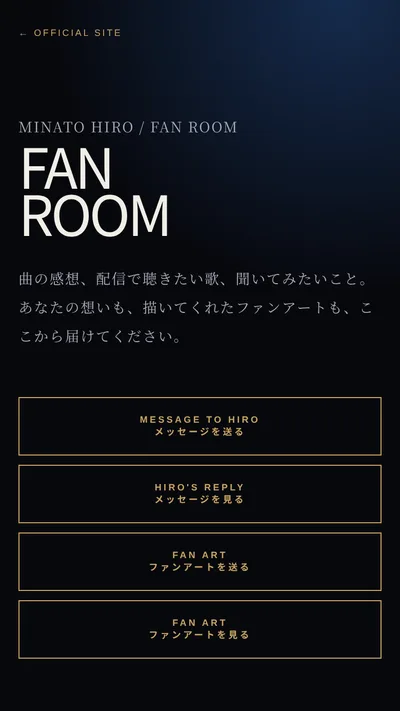 ← OFFICIAL SITE
MINATO HIRO / FAN ROOM
FAN
ROOM
曲の感想、配信で聴きたい歌、聞いてみたいこと。
あなたの想いも、描いてくれたファンアートも、こ
こから届けてください。
MESSAGE TO HIRO
メッセージを送る
HIRO'S REPLY
メッセージを見る
FAN ART
ファンアートを送る
FAN ART
ファンアートを見る